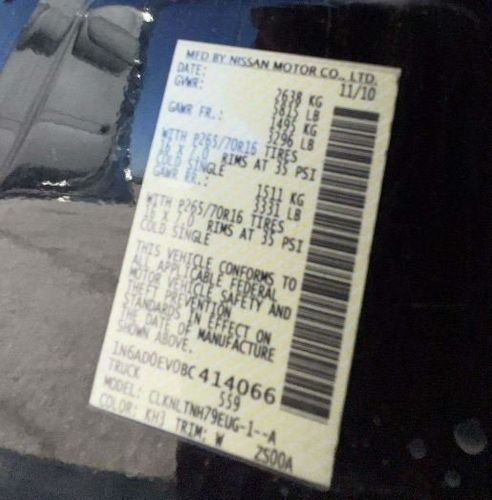 MFD BY NISSAN MOTOR CO., LTD.
DATE: 11/10
GVWR: 2638 KG
5815 LB
GAWR FR.: 1495 KG
3296 LB
WITH P265/70R16 TIRES
16 X 7.0 RIMS AT 35 PSI
COLD SINGLE
GAWR RR.: 1511 KG
3331 LB
WITH P265/70R16 TIRES
16 X 7.0 RIMS AT 35 PSI
COLD SINGLE
THIS VEHICLE CONFORMS TO
ALL APPLICABLE FEDERAL
MOTOR VEHICLE SAFETY AND
THEFT PREVENTION
STANDARDS IN EFFECT ON
THE DATE OF MANUFACTURE
SHOWN ABOVE.
1N6AD0EV0BC414066
TRUCK 559
MODEL: CLKNLTNH79EUG-1--A
COLOR: KH3 TRIM: W 2S00A